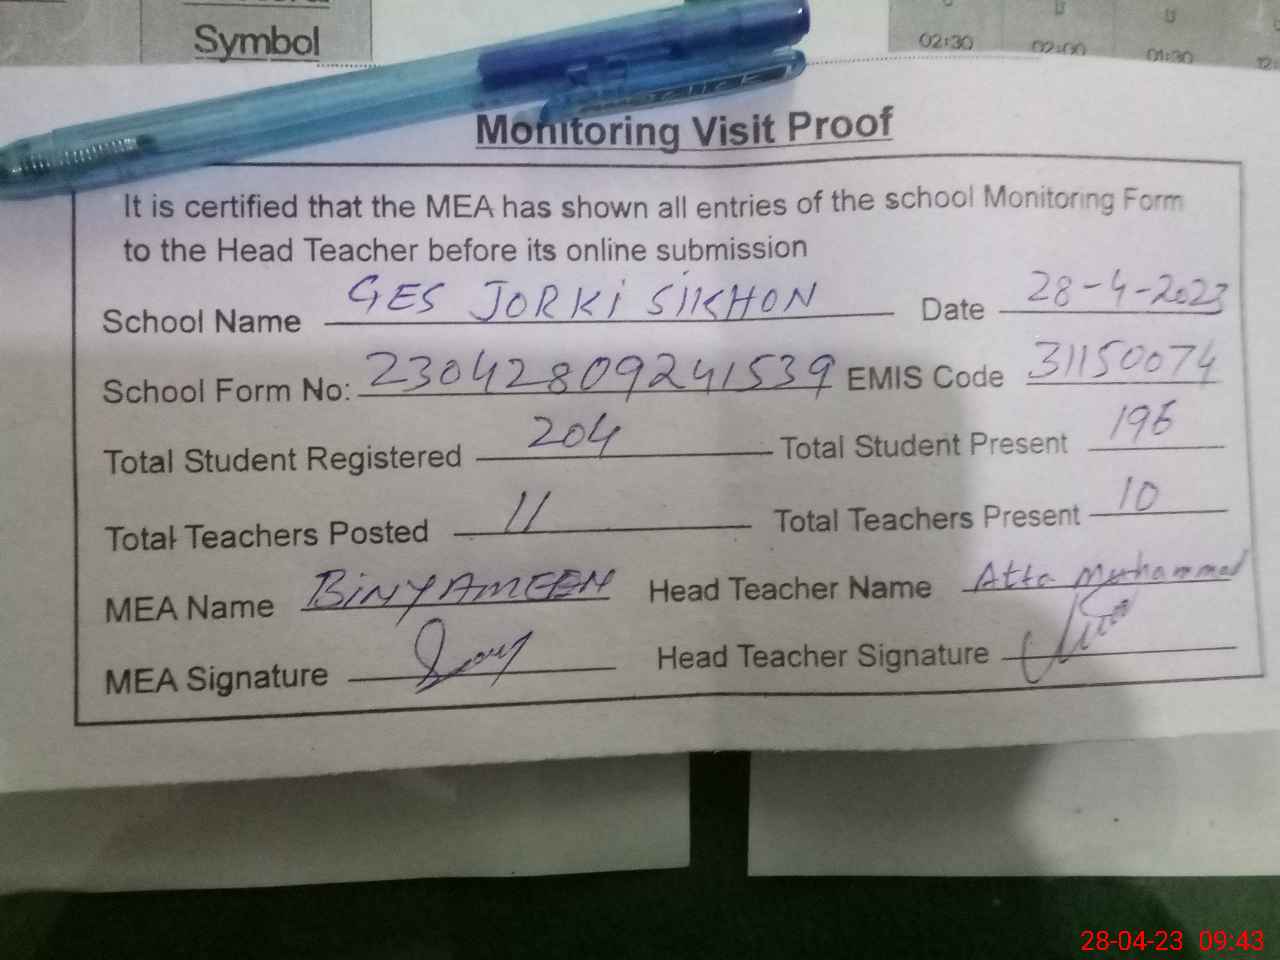 Symbol
02:30 02:00 01:30
Monitoring Visit Proof
It is certified that the MEA has shown all entries of the school Monitoring Form
to the Head Teacher before its online submission
School Name GES JORKI SIKHON Date 28-4-2023
School Form No: 23042809241539 EMIS Code 31150074
Total Student Registered 204 Total Student Present 196
Total Teachers Posted 11 Total Teachers Present 10
MEA Name BINYAMEEN Head Teacher Name Atta Muhammad
MEA Signature Head Teacher Signature
28-04-23 09:43